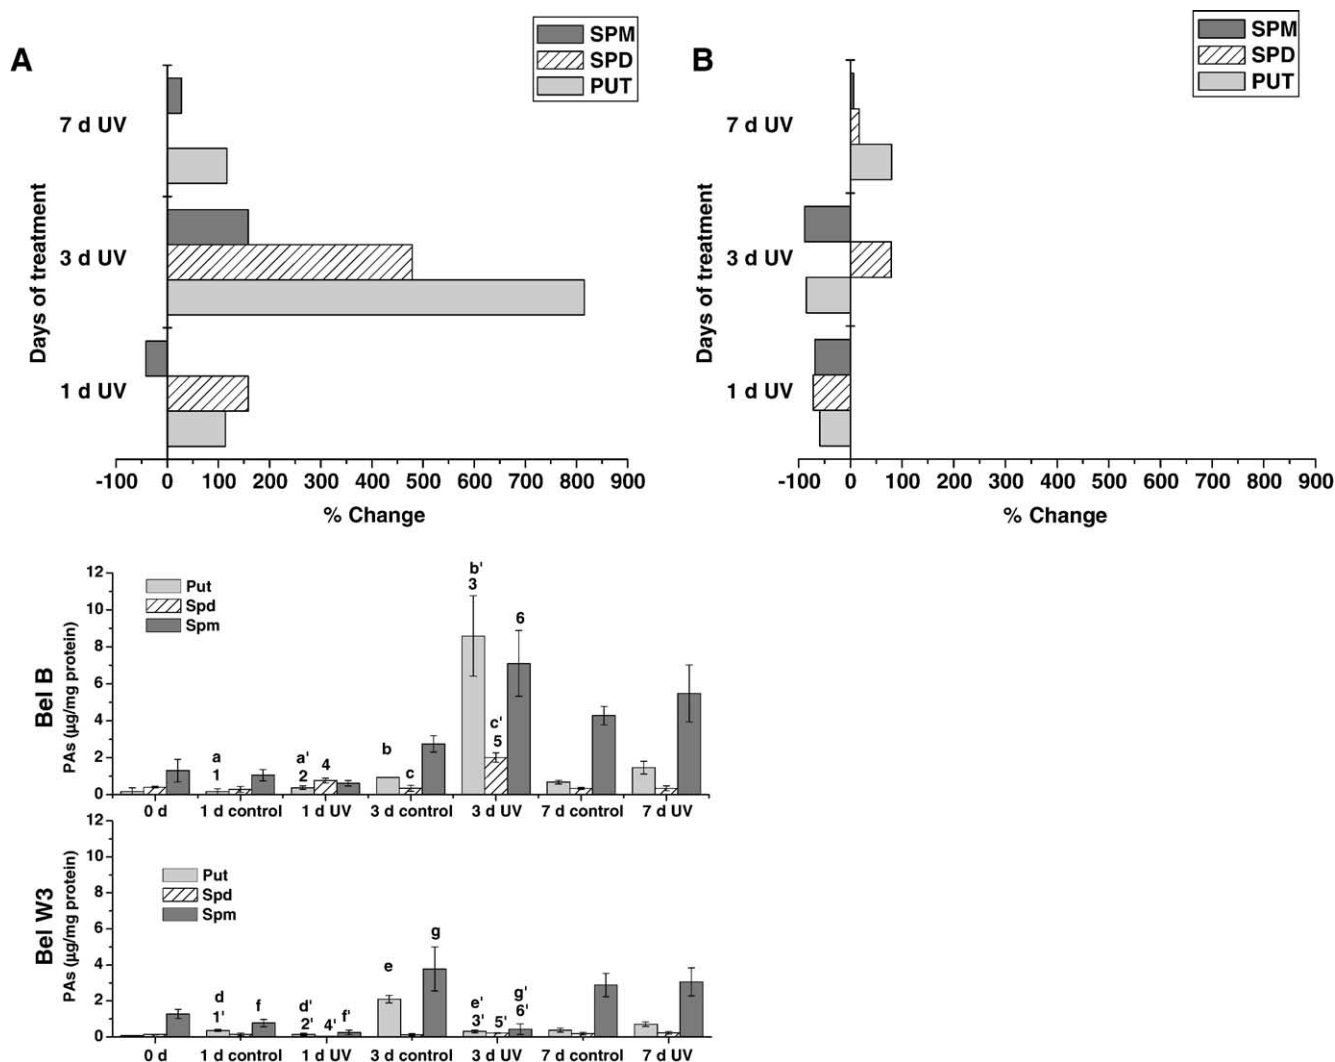 A
SPM
SPD
PUT
7 d UV
3 d UV
1 d UV
Days of treatment
-100 0 100 200 300 400 500 600 700 800 900
% Change
B
SPM
SPD
PUT
7 d UV
3 d UV
1 d UV
Days of treatment
-100 0 100 200 300 400 500 600 700 800 900
% Change
Bel B
PAs (µg/mg protein)
12
10
8
6
4
2
0
Put
Spd
Spm
a
1
a'
2
4
b
c
b'
3
c'
5
6
0 d 1 d control 1 d UV 3 d control 3 d UV 7 d control 7 d UV
Bel W3
PAs (µg/mg protein)
12
10
8
6
4
2
0
Put
Spd
Spm
d
1'
f
d'
2'
4'
f'
e
g
e'
3'
5'
g'
6'
0 d 1 d control 1 d UV 3 d control 3 d UV 7 d control 7 d UV